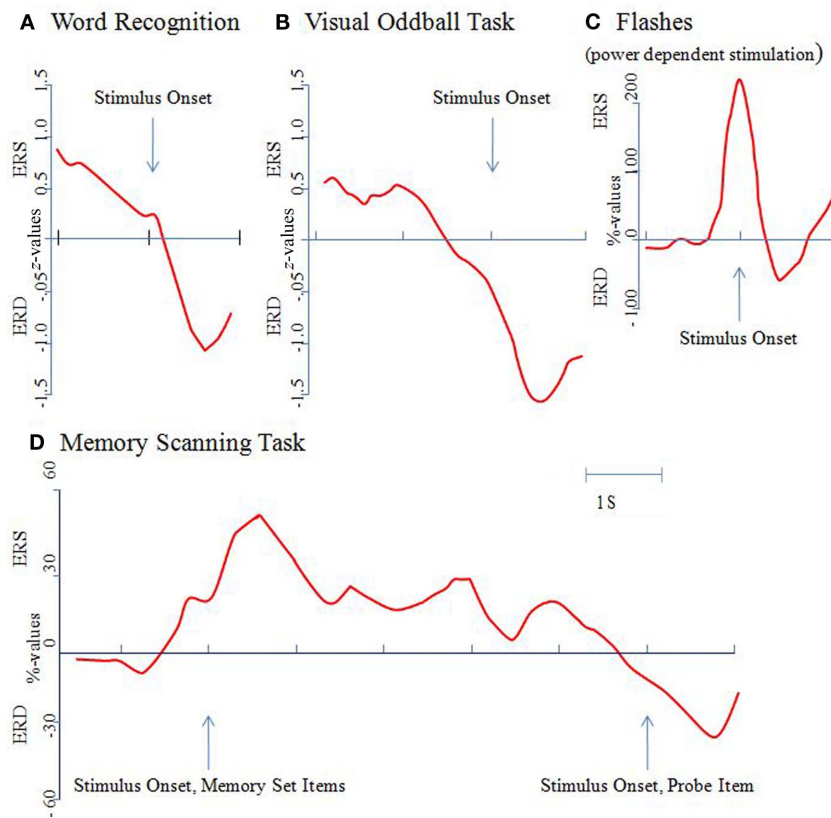 A Word Recognition
1.5
1.0
0.5
-.05
-1.0
-1.5
ERS
z-values
ERD
Stimulus Onset
B Visual Oddball Task
1.5
1.0
0.5
-.05
-1.0
-1.5
ERS
z-values
ERD
Stimulus Onset
C Flashes
(power dependent stimulation)
200
100
0
-100
ERS
%-values
ERD
Stimulus Onset
D Memory Scanning Task
60
30
0
-30
-60
ERS
%-values
ERD
1S
Stimulus Onset, Memory Set Items
Stimulus Onset, Probe Item